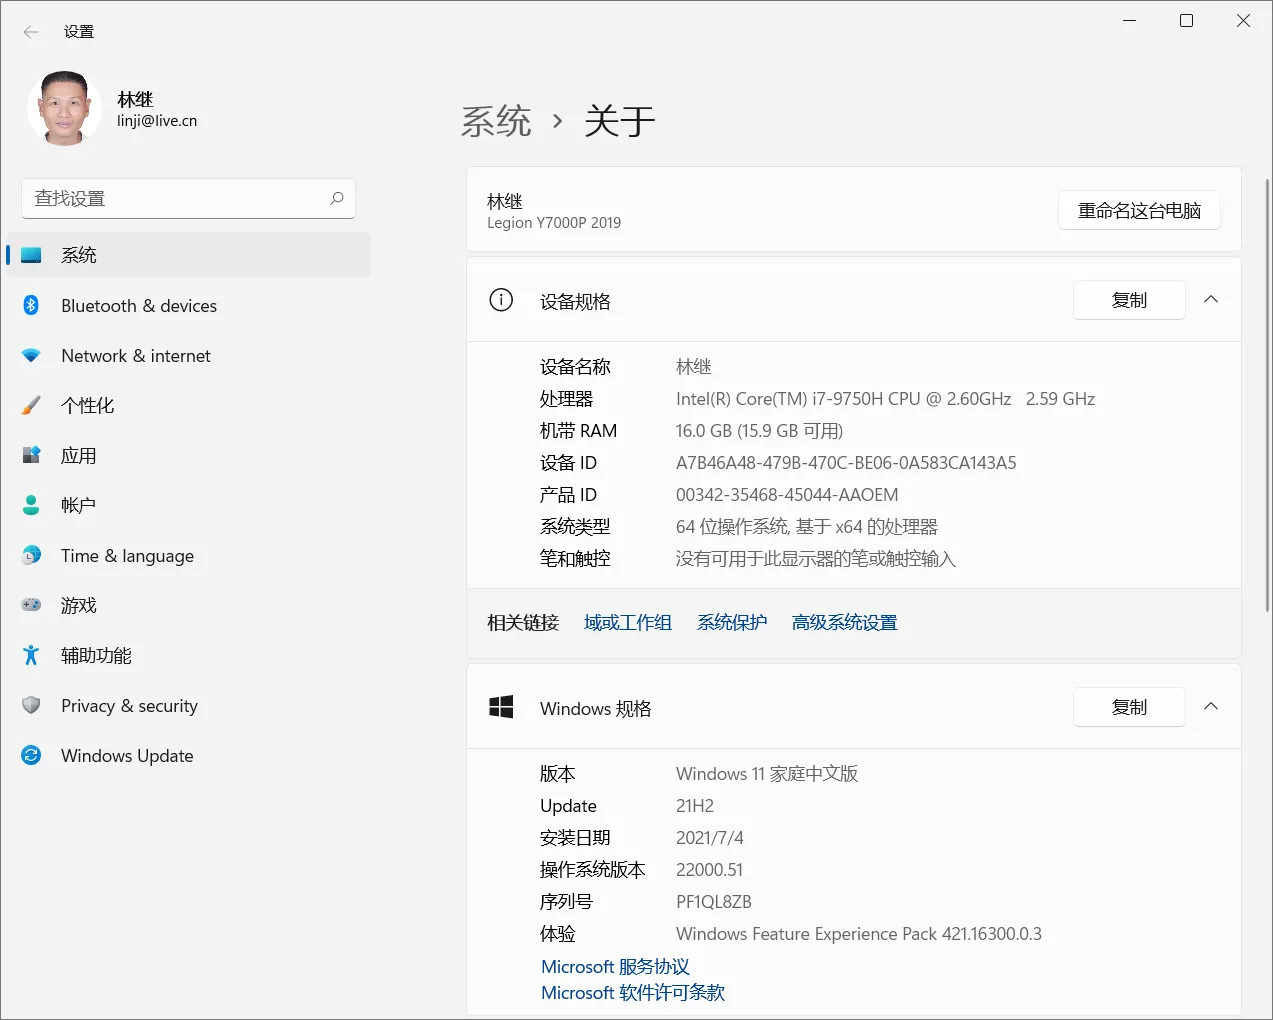 设置
林继
linji@live.cn
查找设置
系统
Bluetooth & devices
Network & internet
个性化
应用
帐户
Time & language
游戏
辅助功能
Privacy & security
Windows Update
系统 › 关于
林继
Legion Y7000P 2019
重命名这台电脑
设备规格
复制
设备名称 林继
处理器 Intel(R) Core(TM) i7-9750H CPU @ 2.60GHz 2.59 GHz
机带 RAM 16.0 GB (15.9 GB 可用)
设备 ID A7B46A48-479B-470C-BE06-0A583CA143A5
产品 ID 00342-35468-45044-AAOEM
系统类型 64 位操作系统, 基于 x64 的处理器
笔和触控 没有可用于此显示器的笔或触控输入
相关链接 域或工作组 系统保护 高级系统设置
Windows 规格
复制
版本 Windows 11 家庭中文版
Update 21H2
安装日期 2021/7/4
操作系统版本 22000.51
序列号 PF1QL8ZB
体验 Windows Feature Experience Pack 421.16300.0.3
Microsoft 服务协议
Microsoft 软件许可条款